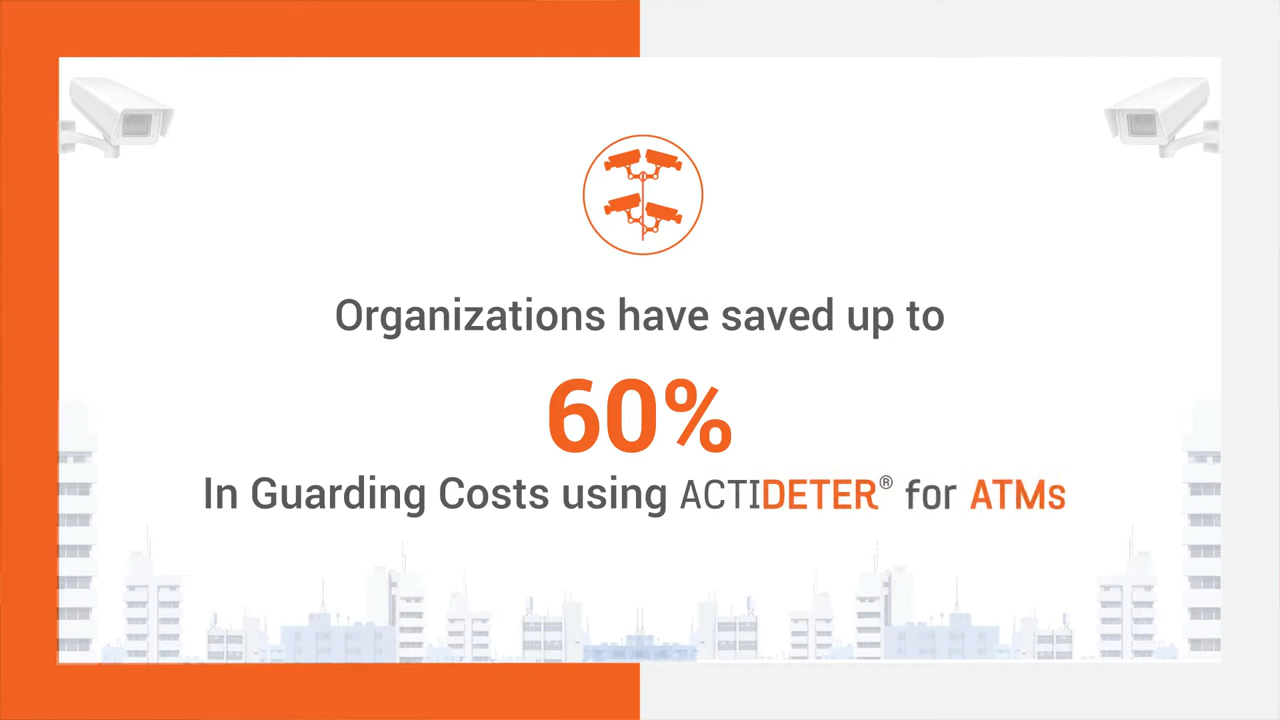 Organizations have saved up to
60%
In Guarding Costs using ACTIDETER® for ATMs